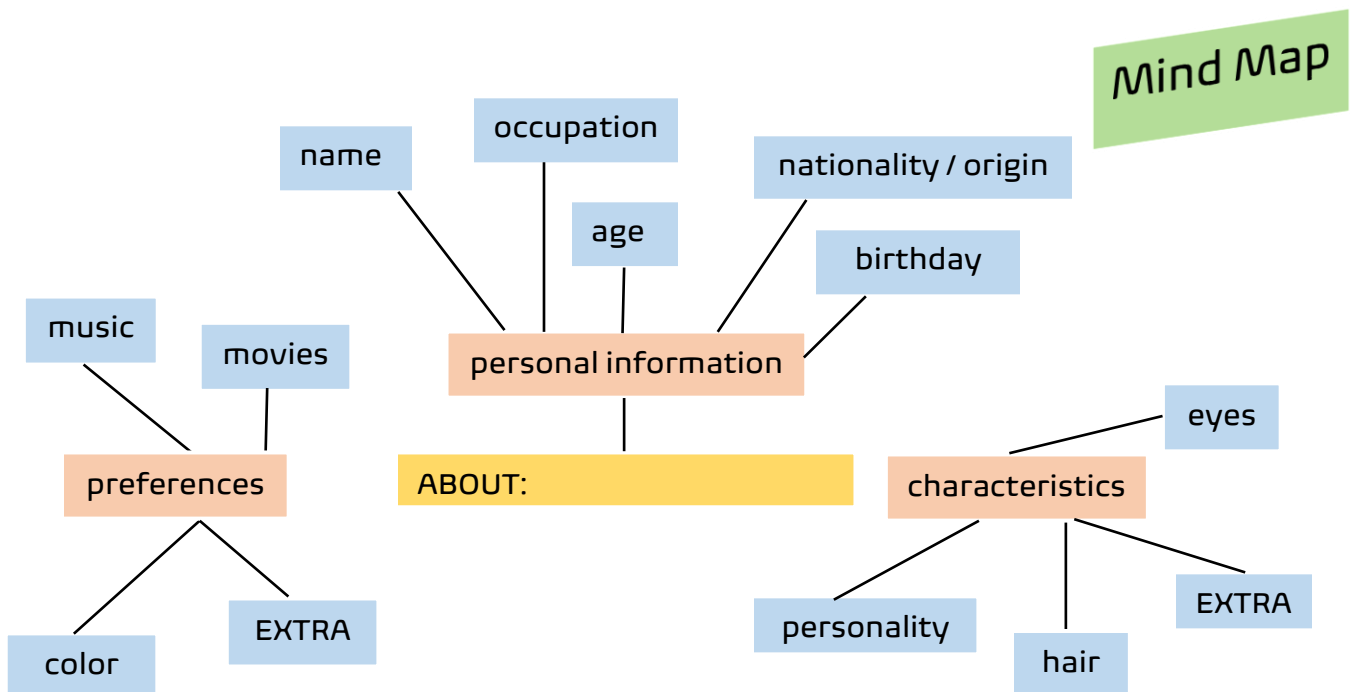 Mind Map
occupation
name
nationality / origin
age
birthday
music
movies
personal information
eyes
preferences
ABOUT:
characteristics
EXTRA
personality
EXTRA
color
hair